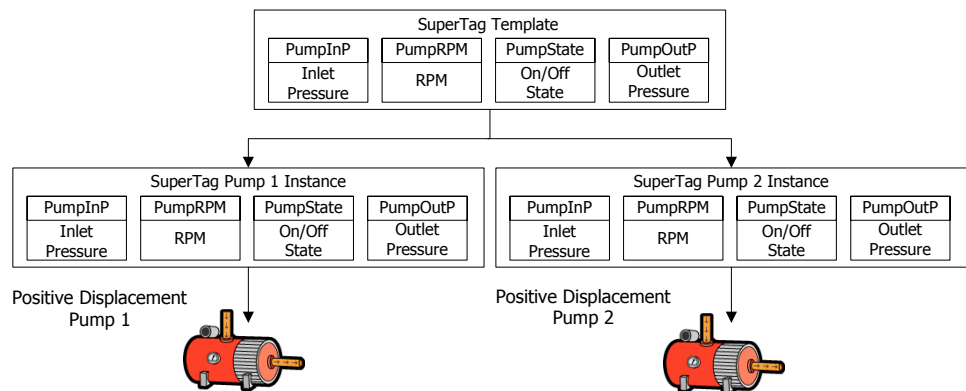 SuperTag Template
PumpInP PumpRPM PumpState PumpOutP
Inlet Pressure RPM On/Off State Outlet Pressure
SuperTag Pump 1 Instance
PumpInP PumpRPM PumpState PumpOutP
Inlet Pressure RPM On/Off State Outlet Pressure
SuperTag Pump 2 Instance
PumpInP PumpRPM PumpState PumpOutP
Inlet Pressure RPM On/Off State Outlet Pressure
Positive Displacement
Pump 1
Positive Displacement
Pump 2